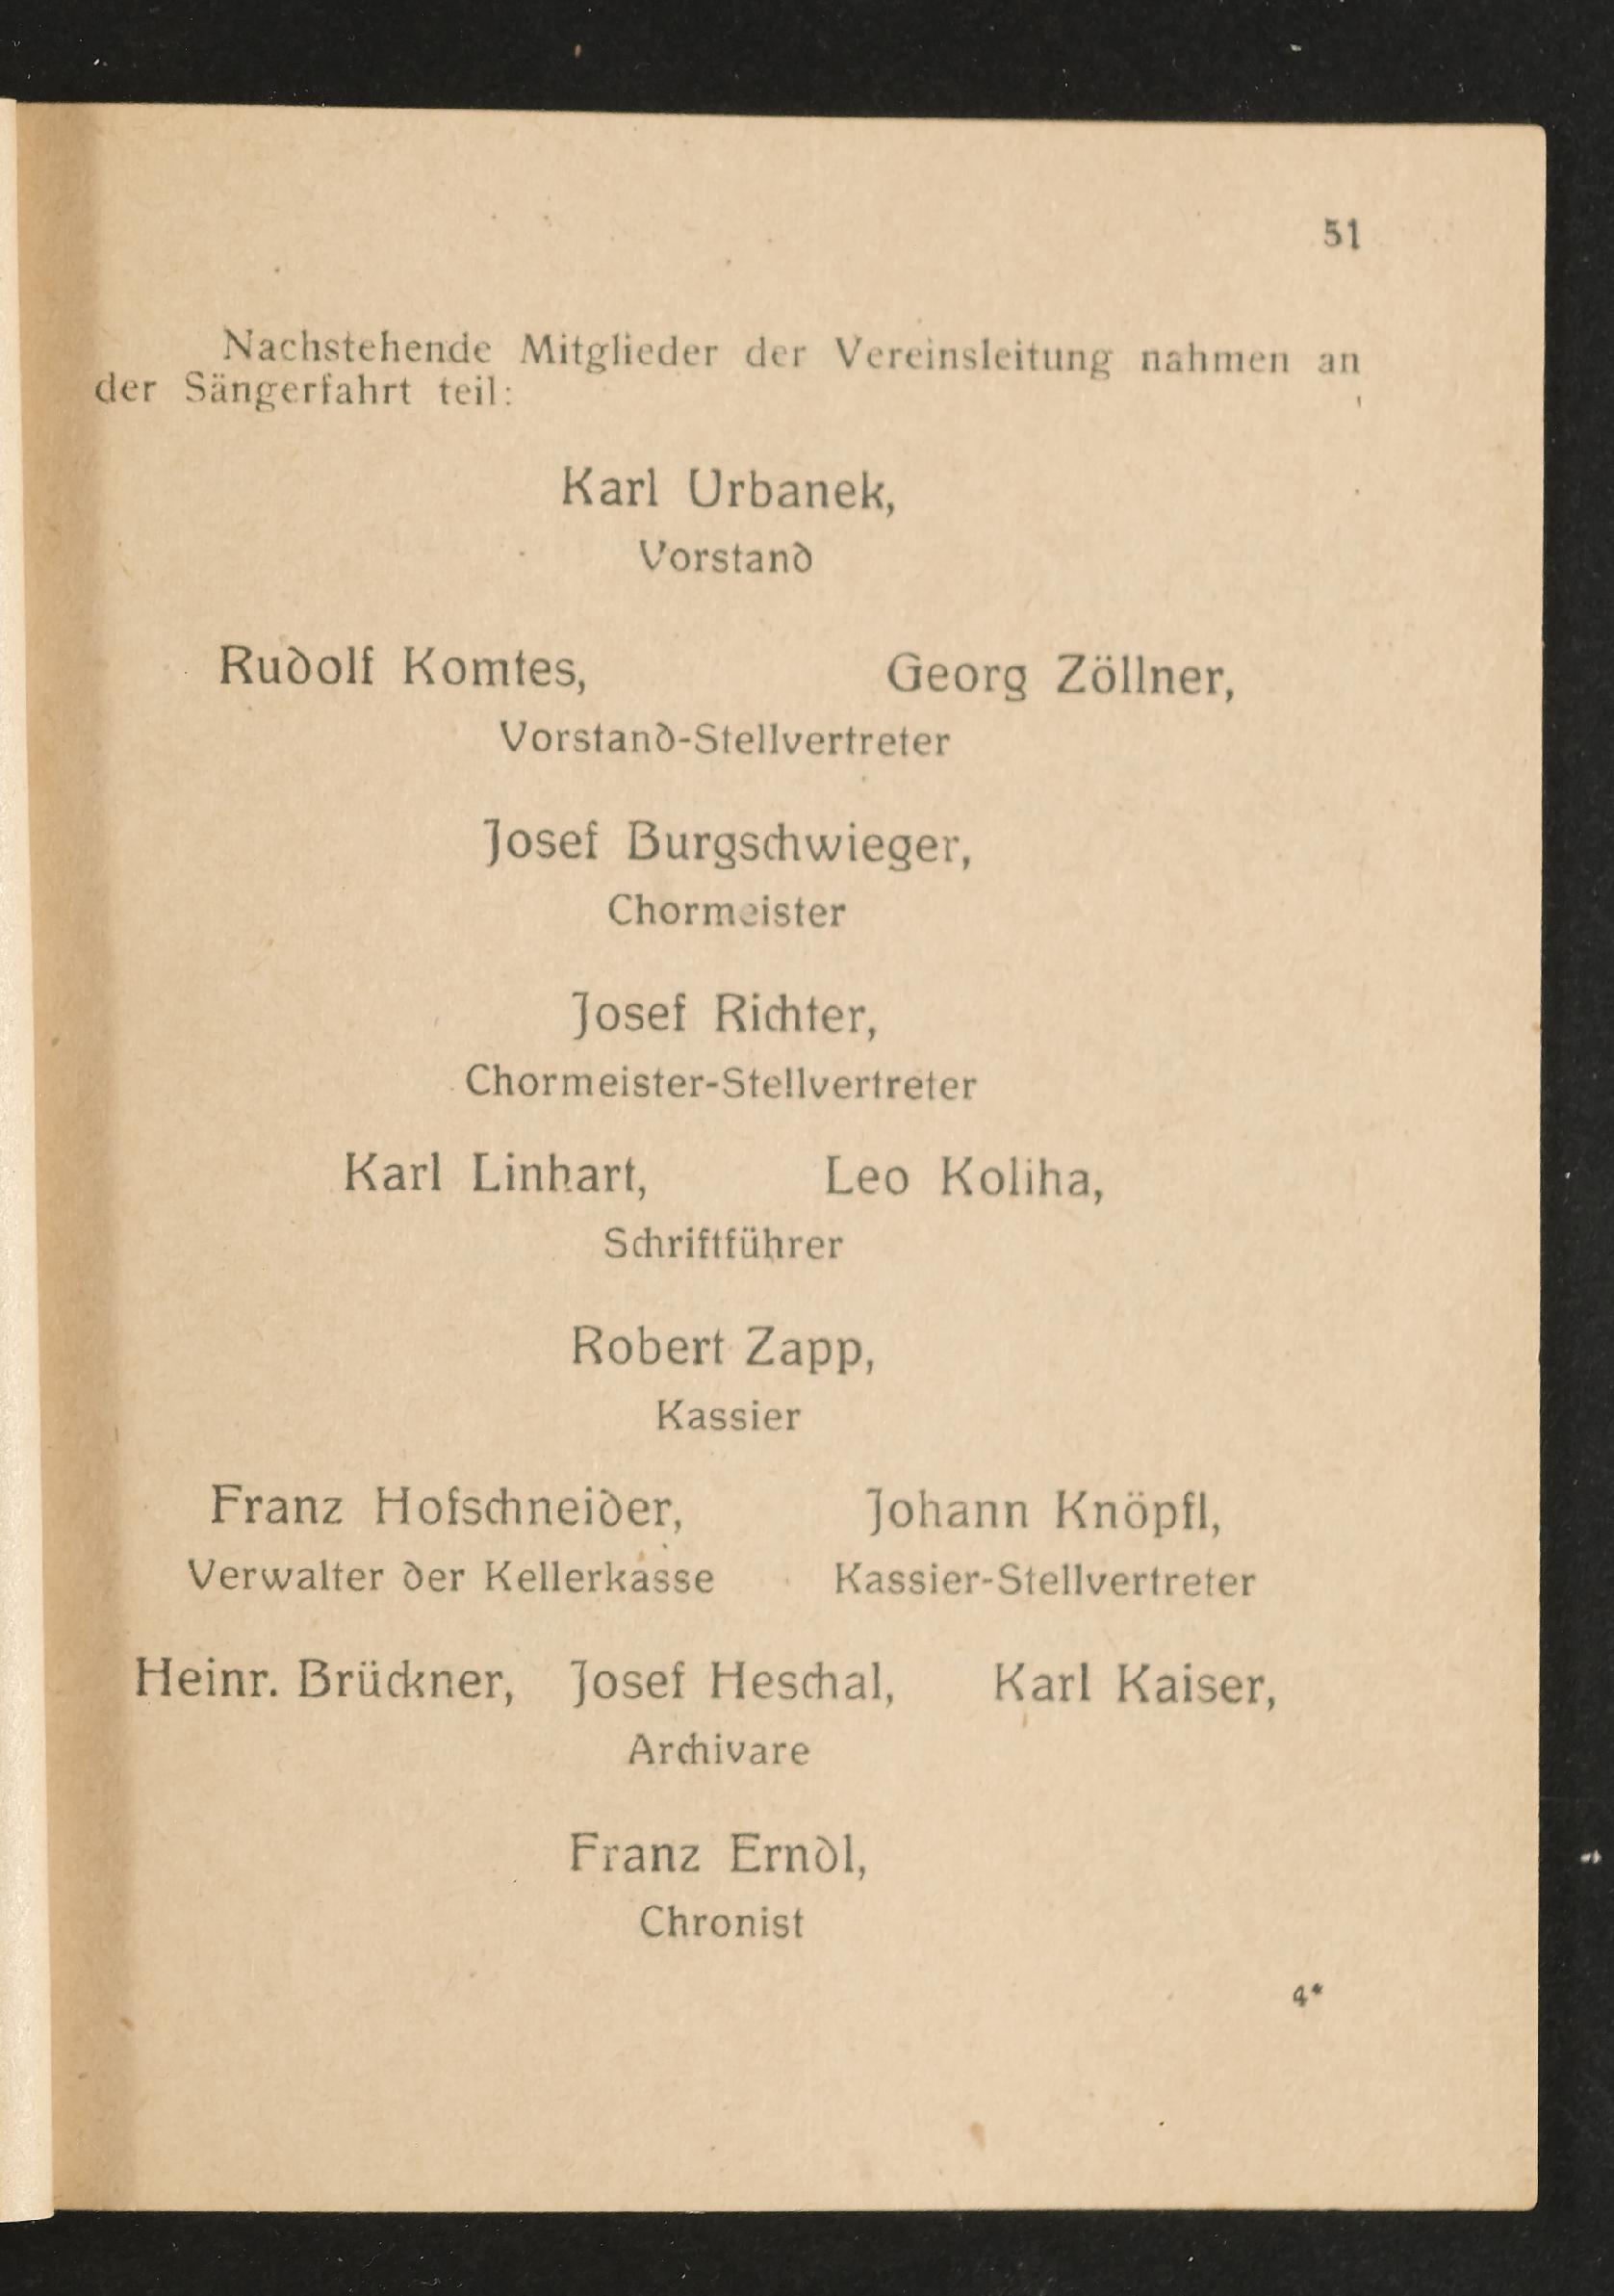 51
Nachstehende Mitglieder der Vereinsleitung nahmen an
der Sängerfahrt teil:
Karl Urbanek,
Vorstand
Rudolf Komtes, Georg Zöllner,
Vorstand-Stellvertreter
Josef Burgschwieger,
Chormeister
Josef Richter,
Chormeister-Stellvertreter
Karl Linhart, Leo Koliha,
Schriftführer
Robert Zapp,
Kassier
Franz Hofschneider, Johann Knöpfl,
Verwalter der Kellerkasse Kassier-Stellvertreter
Heinr. Brückner, Josef Heschal, Karl Kaiser,
Archivare
Franz Erndl,
Chronist
4*